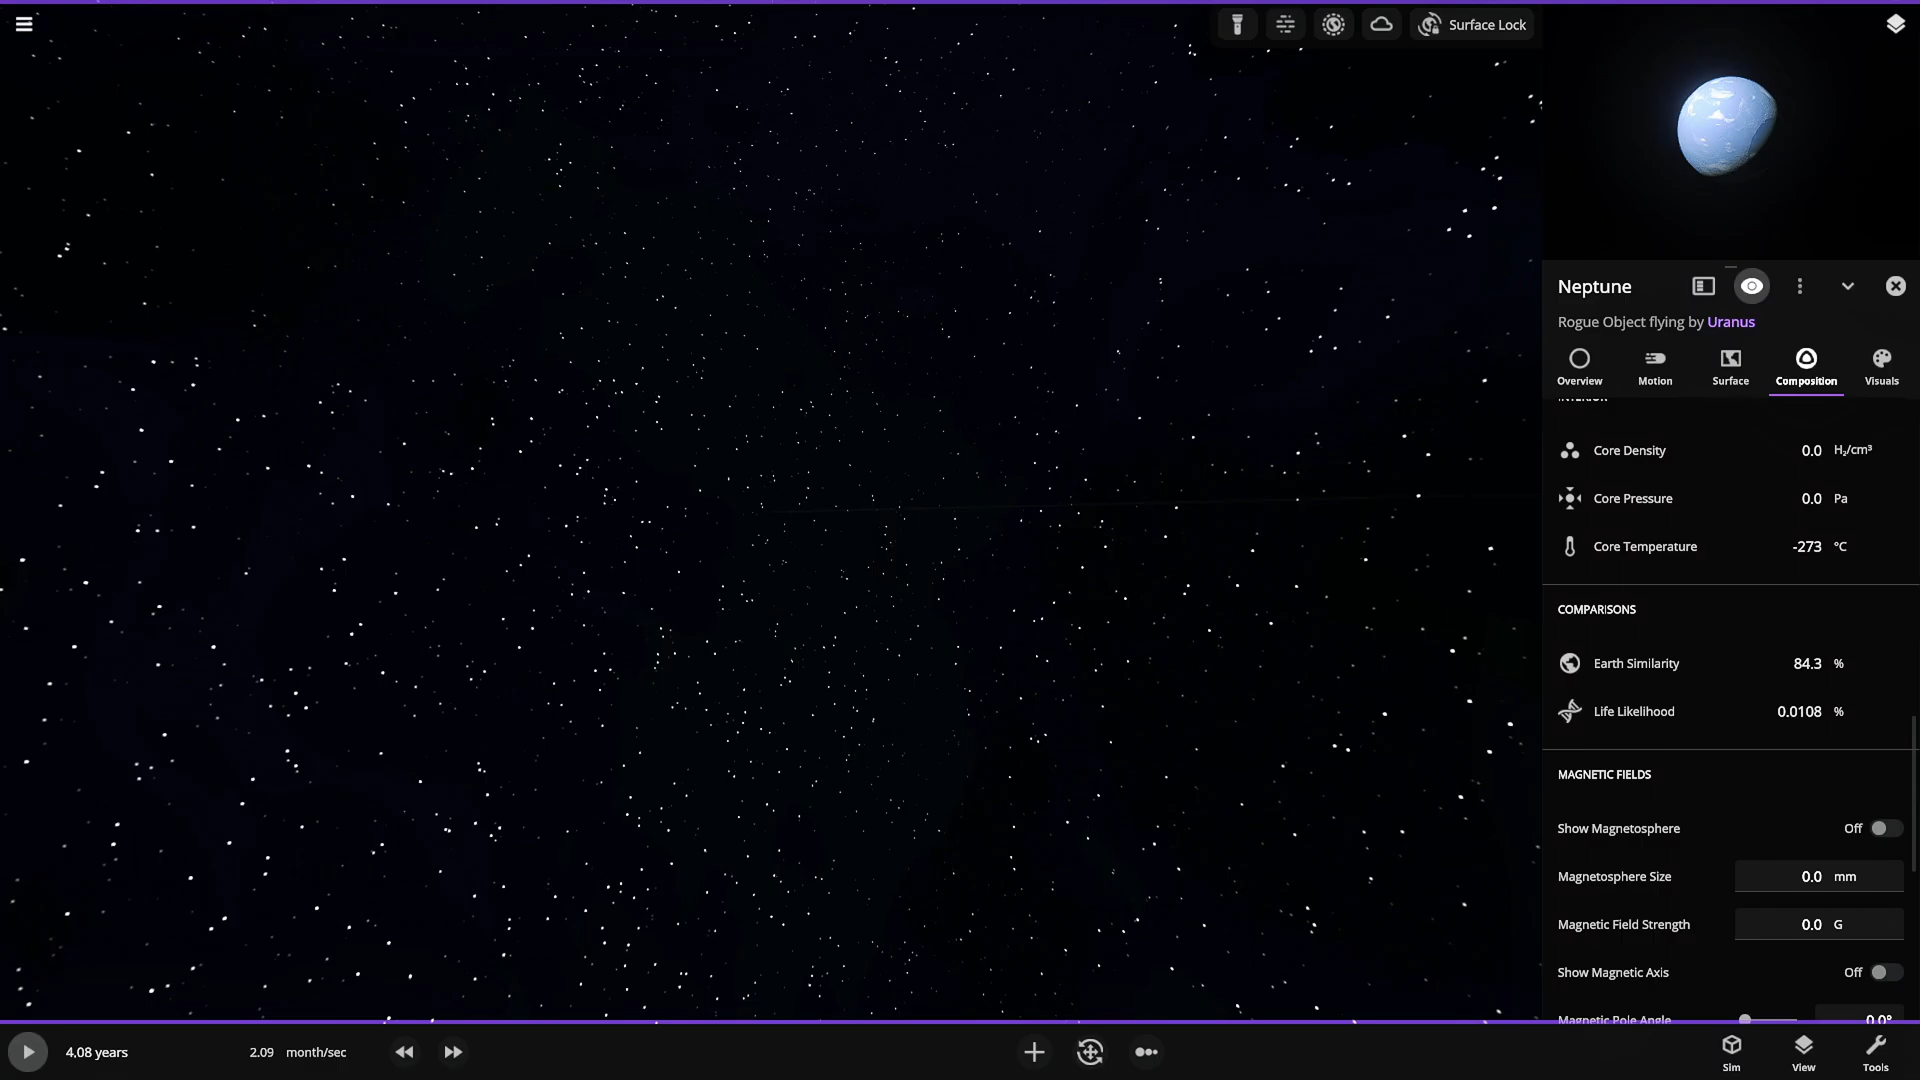 Surface Lock
Neptune
Rogue Object flying by Uranus
Overview
Motion
Surface
Composition
Visuals
INTERIOR
Core Density 0.0 H₂/cm³
Core Pressure 0.0 Pa
Core Temperature -273 °C
COMPARISONS
Earth Similarity 84.3 %
Life Likelihood 0.0108 %
MAGNETIC FIELDS
Show Magnetosphere Off
Magnetosphere Size 0.0 mm
Magnetic Field Strength 0.0 G
Show Magnetic Axis Off
Magnetic Pole Angle 0.0°
4.08 years
2.09 month/sec
Sim
View
Tools